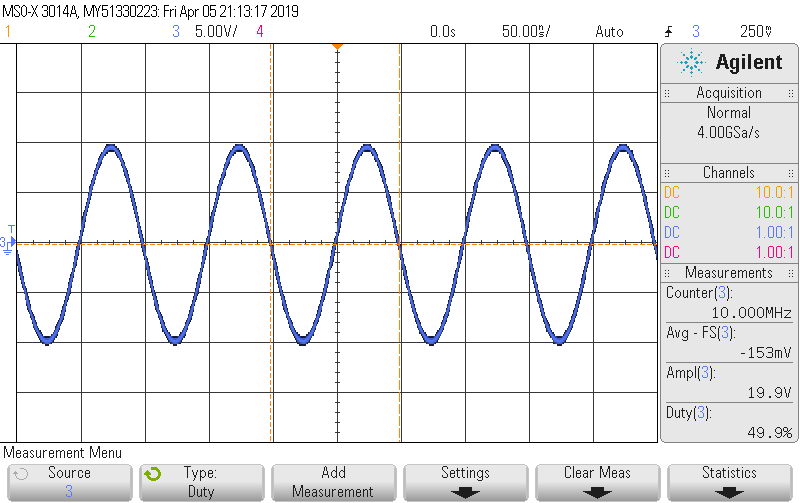 MSO-X 3014A, MY51330223: Fri Apr 05 21:13:17 2019
1 2 3 5.00V/ 4 0.0s 50.00ns/ Auto 3 250mV
Agilent
Acquisition
Normal
4.00GSa/s
Channels
DC 10.0:1
DC 10.0:1
DC 1.00:1
DC 1.00:1
Measurements
Counter(3):
10.000MHz
Avg - FS(3):
-153mV
Ampl(3):
19.9V
Duty(3):
49.9%
T
3
Measurement Menu
Source
3
Type:
Duty
Add
Measurement
Settings
Clear Meas
Statistics